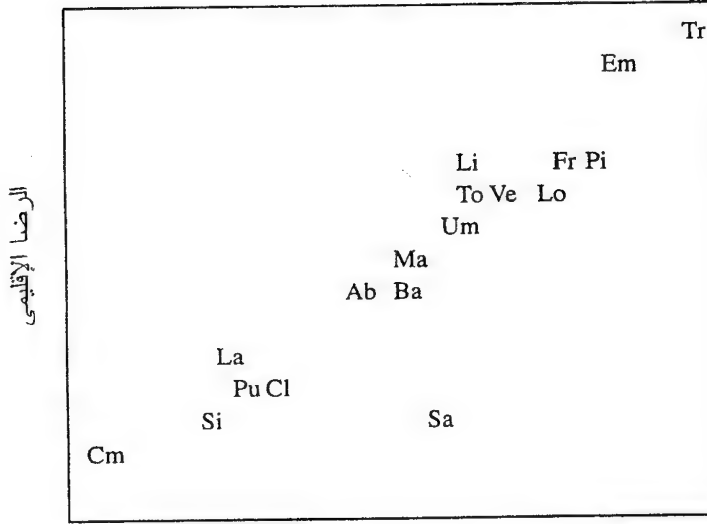 Tr
Em
Li Fr Pi
To Ve Lo
Um
Ma
Ab Ba
La
Pu Cl
Si Sa
Cm
الرضا الإقليمى